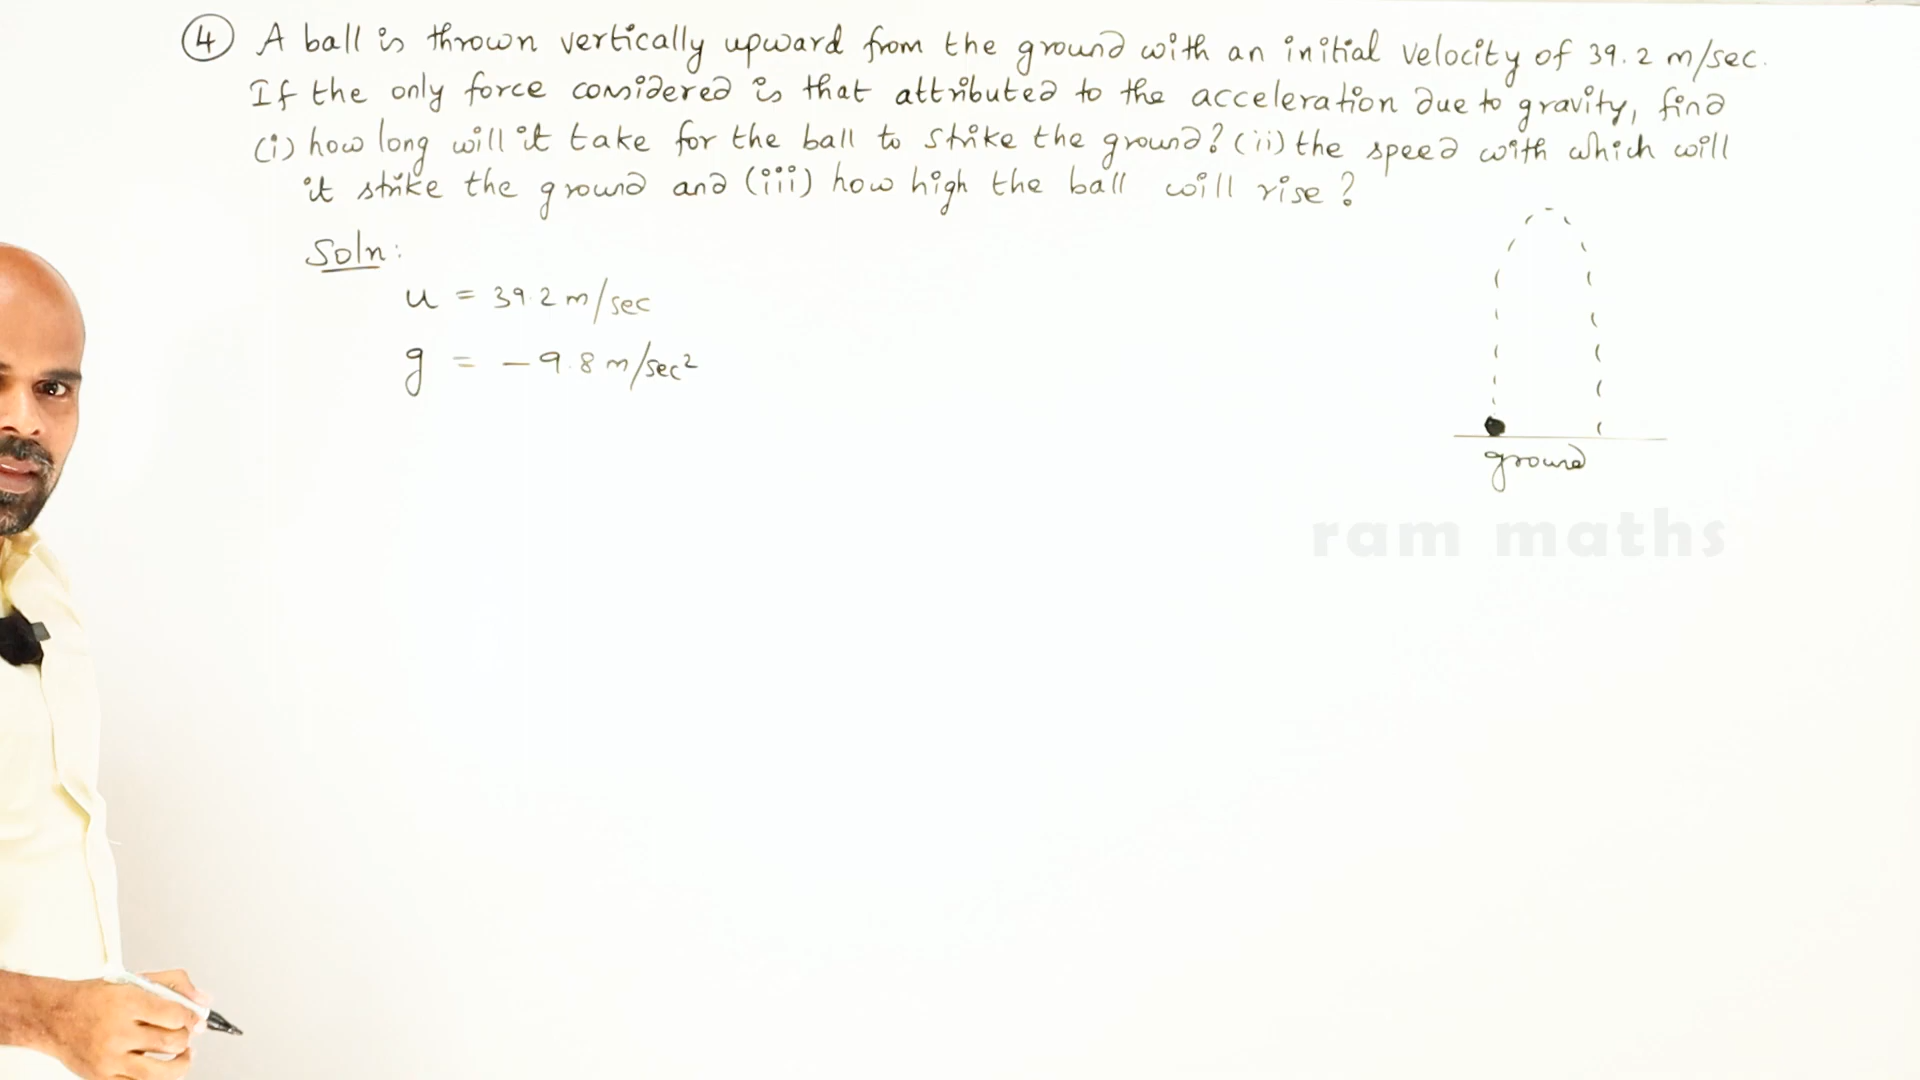 4 A ball is thrown vertically upward from the ground with an initial velocity of 39.2 m/sec.
If the only force considered is that attributed to the acceleration due to gravity, find
(i) how long will it take for the ball to strike the ground? (ii) the speed with which will
it strike the ground and (iii) how high the ball will rise?
Soln:
u = 39.2 m/sec
g = -9.8 m/sec²
ground
ram maths